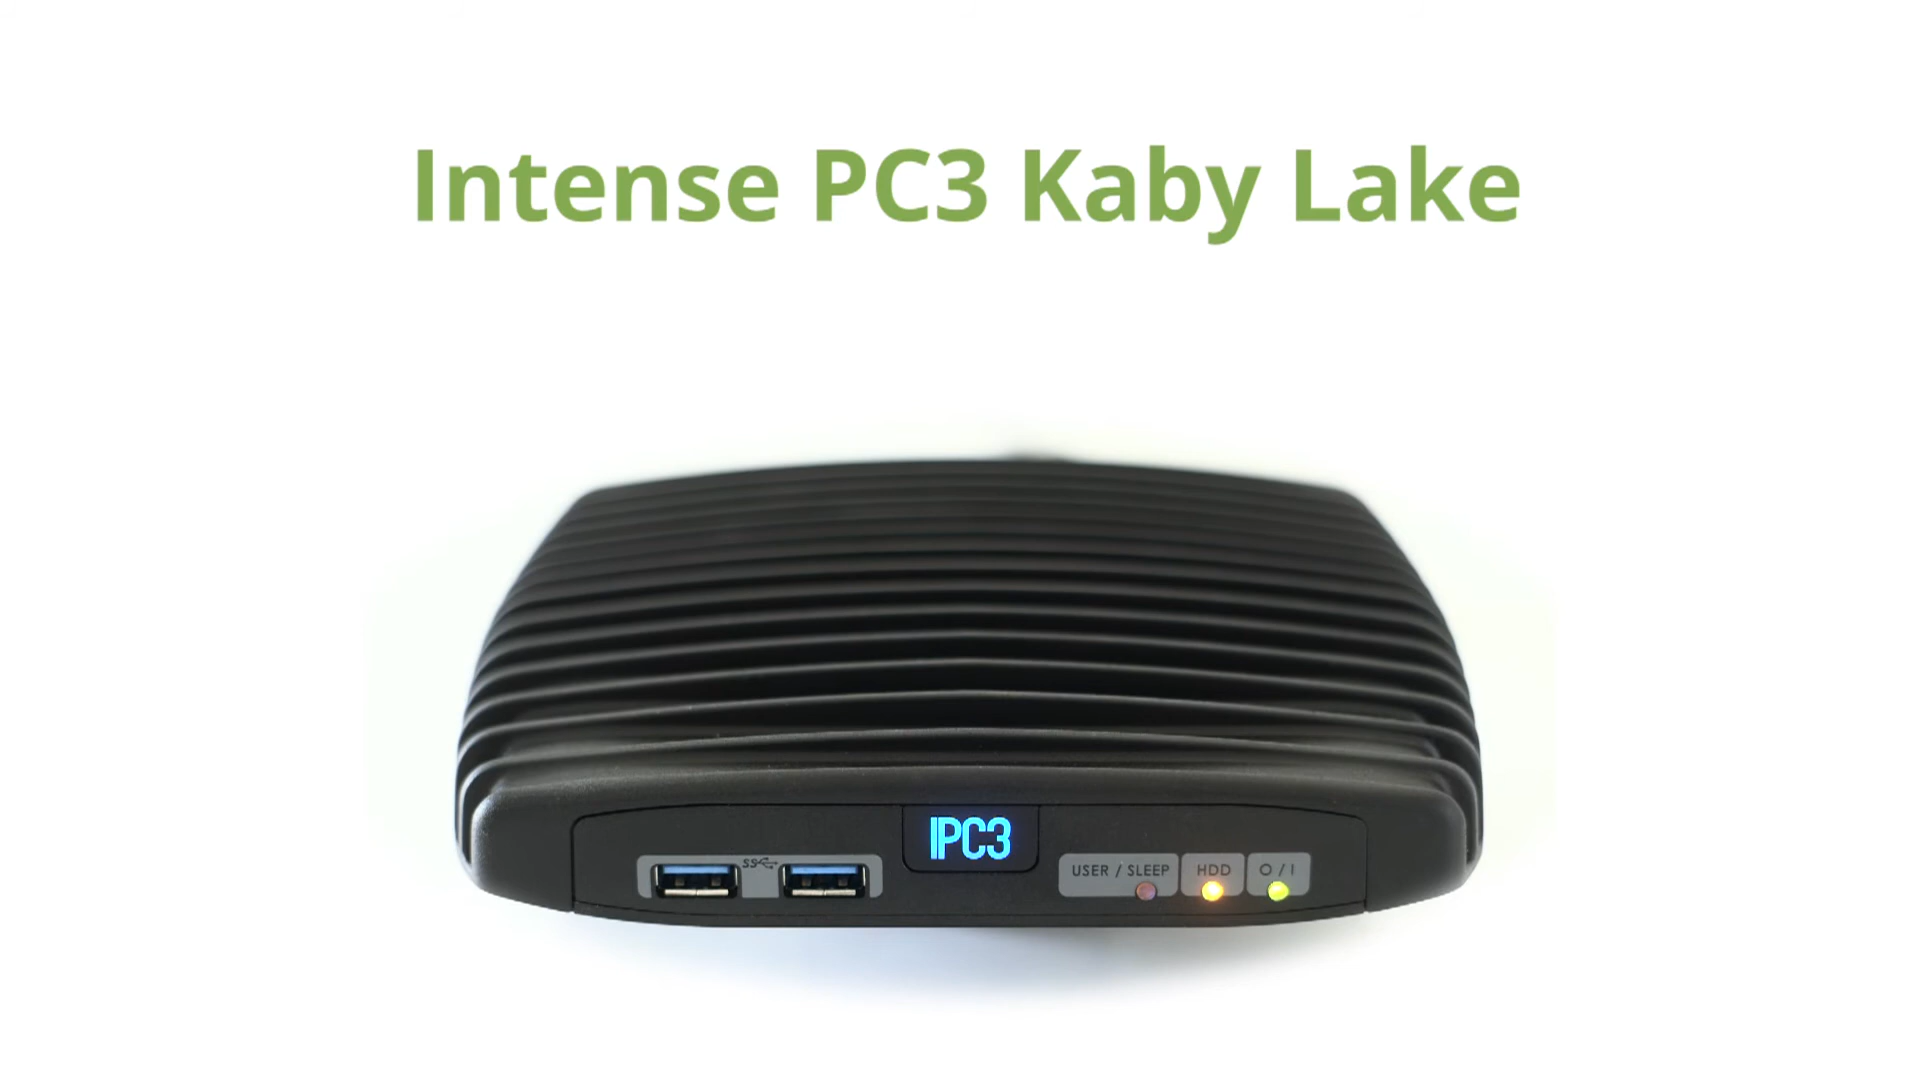 Intense PC3 Kaby Lake
IPC3
SS
USER / SLEEP
HDD
O / I